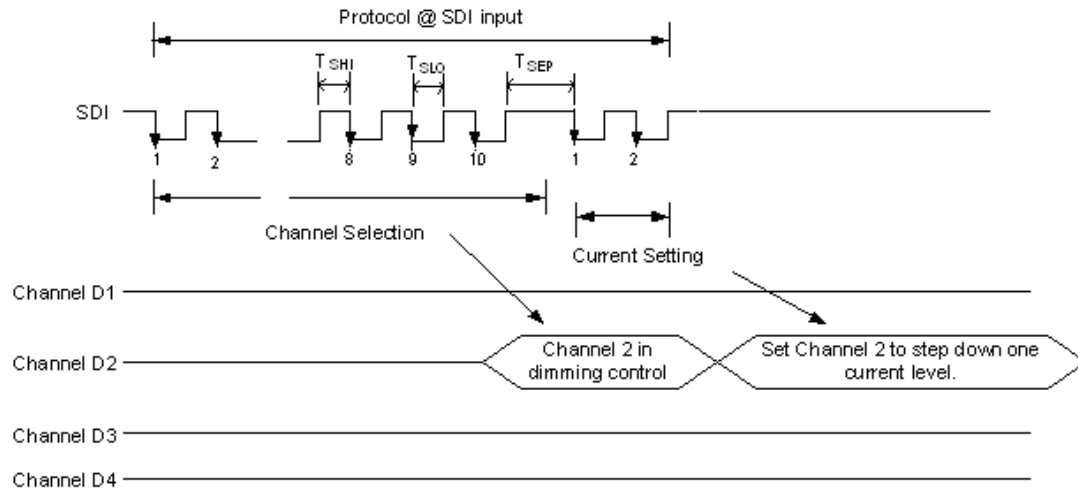 Protocol @ SDI input
TSHI
TSLO
TSEP
SDI
1
2
8
9
10
1
2
Channel Selection
Current Setting
Channel D1
Channel D2
Channel 2 in
dimming control
Set Channel 2 to step down one
current level.
Channel D3
Channel D4